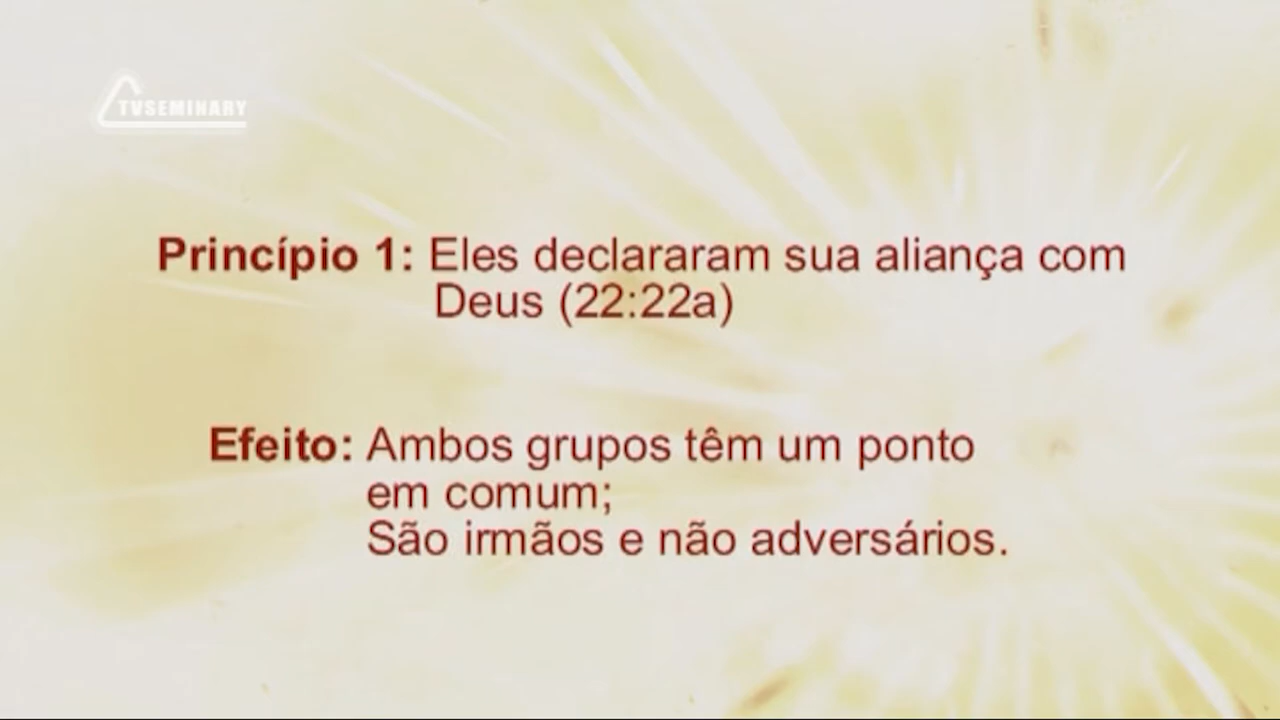 TVSEMINARY
Princípio 1: Eles declararam sua aliança com
Deus (22:22a)
Efeito: Ambos grupos têm um ponto
em comum;
São irmãos e não adversários.